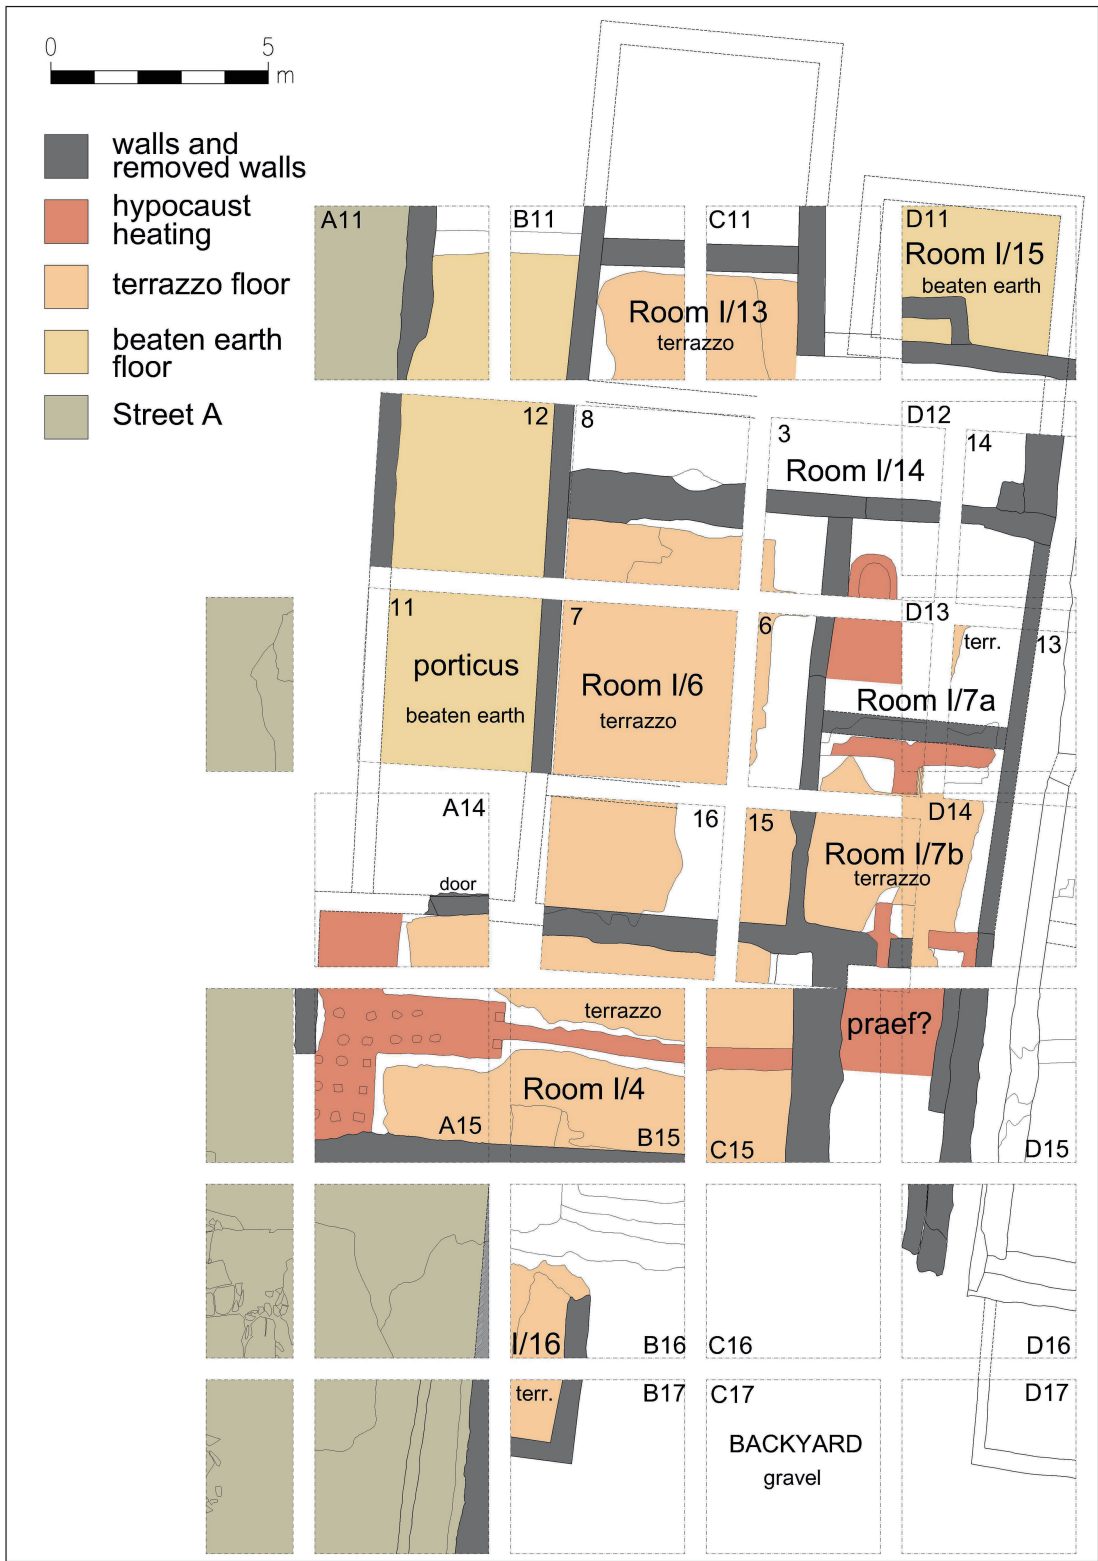 0 5
m
walls and
removed walls
hypocaust
heating
terrazzo floor
beaten earth
floor
Street A
A11
B11
C11
D11
Room I/15
beaten earth
Room I/13
terrazzo
12
8
3
D12
14
Room I/14
11
7
6
D13
13
terr.
porticus
beaten earth
Room I/6
terrazzo
Room I/7a
A14
16
15
D14
door
Room I/7b
terrazzo
terrazzo
praef?
Room I/4
A15
B15
C15
D15
I/16
B16
C16
D16
terr.
B17
C17
D17
BACKYARD
gravel